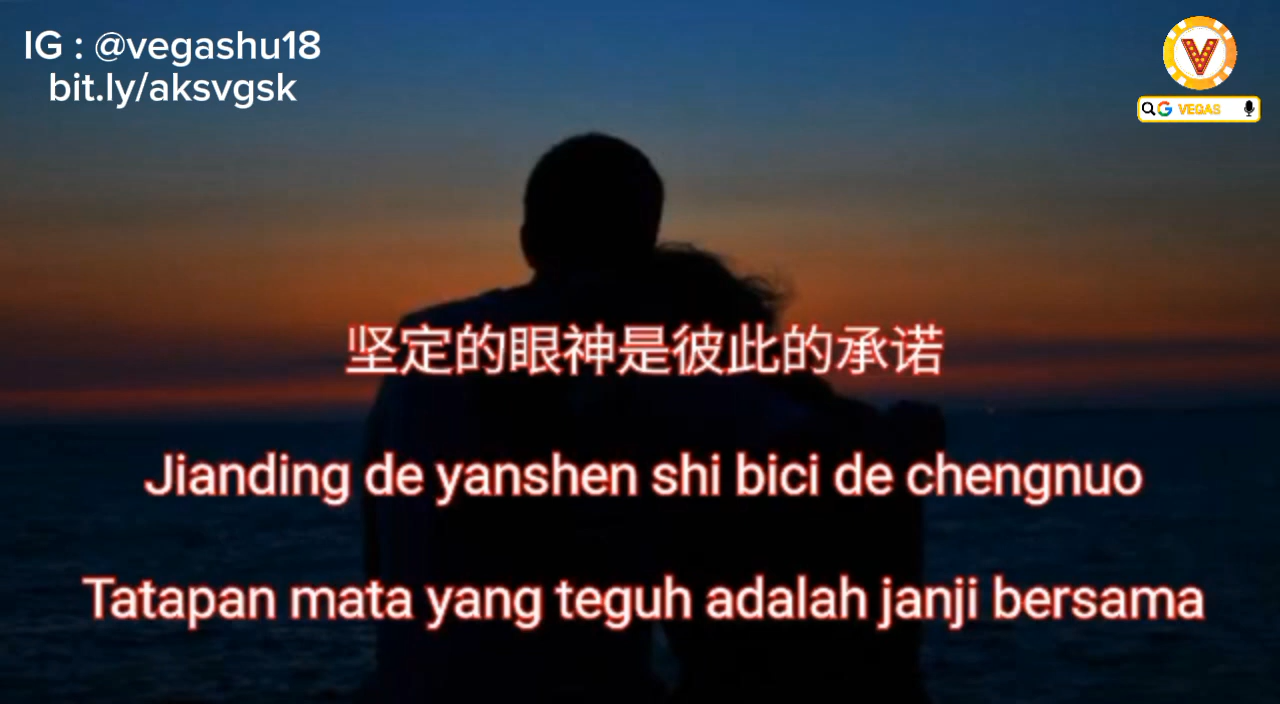 IG : @vegashu18
bit.ly/aksvgsk
V
VEGAS
坚定的眼神是彼此的承诺
Jianding de yanshen shi bici de chengnuo
Tatapan mata yang teguh adalah janji bersama